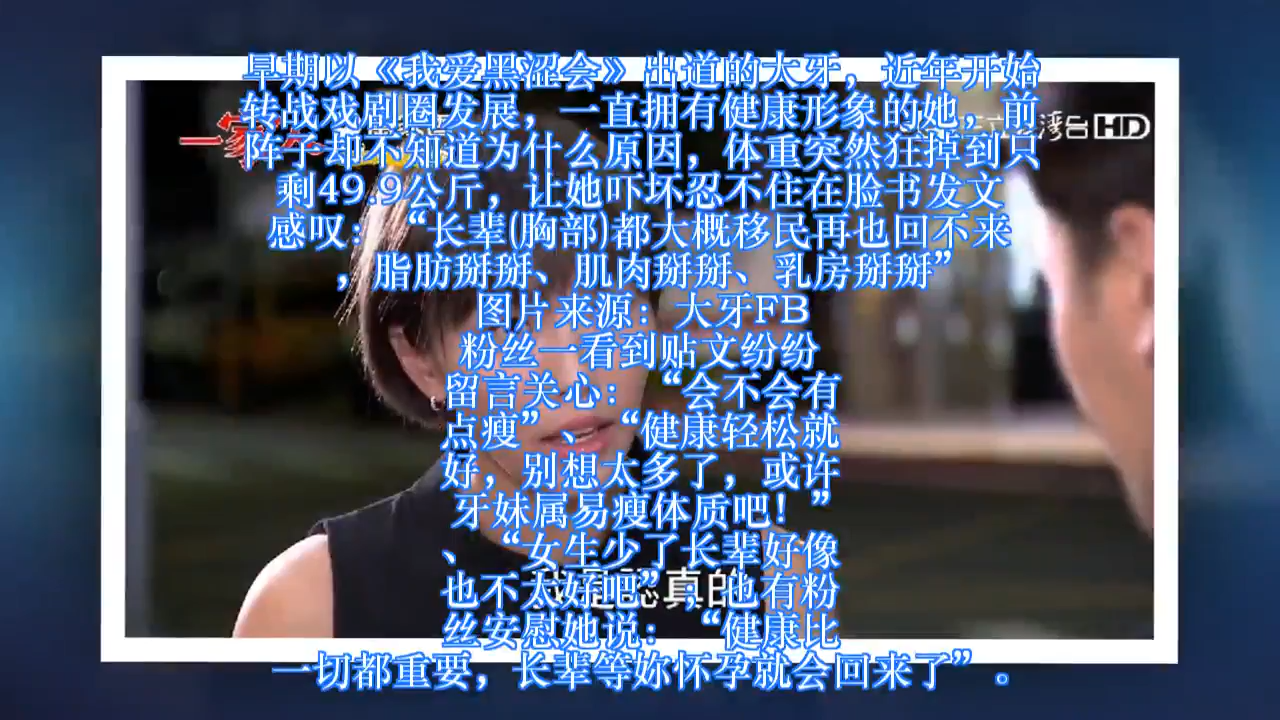 早期以《我爱黑涩会》出道的大牙，近年开始
转战戏剧圈发展，一直拥有健康形象的她，前
阵子却不知道为什么原因，体重突然狂掉到只
剩49.9公斤，让她吓坏忍不住在脸书发文
感叹：“长辈(胸部)都大概移民再也回不来
，脂肪掰掰、肌肉掰掰、乳房掰掰”
图片来源：大牙FB
粉丝一看到贴文纷纷
留言关心：“会不会有
点瘦”、“健康轻松就
好，别想太多了，或许
牙妹属易瘦体质吧！”
、“女生少了长辈好像
也不太好吧”；也有粉
丝安慰她说：“健康比
一切都重要，长辈等妳怀孕就会回来了”。
台HD
認真的